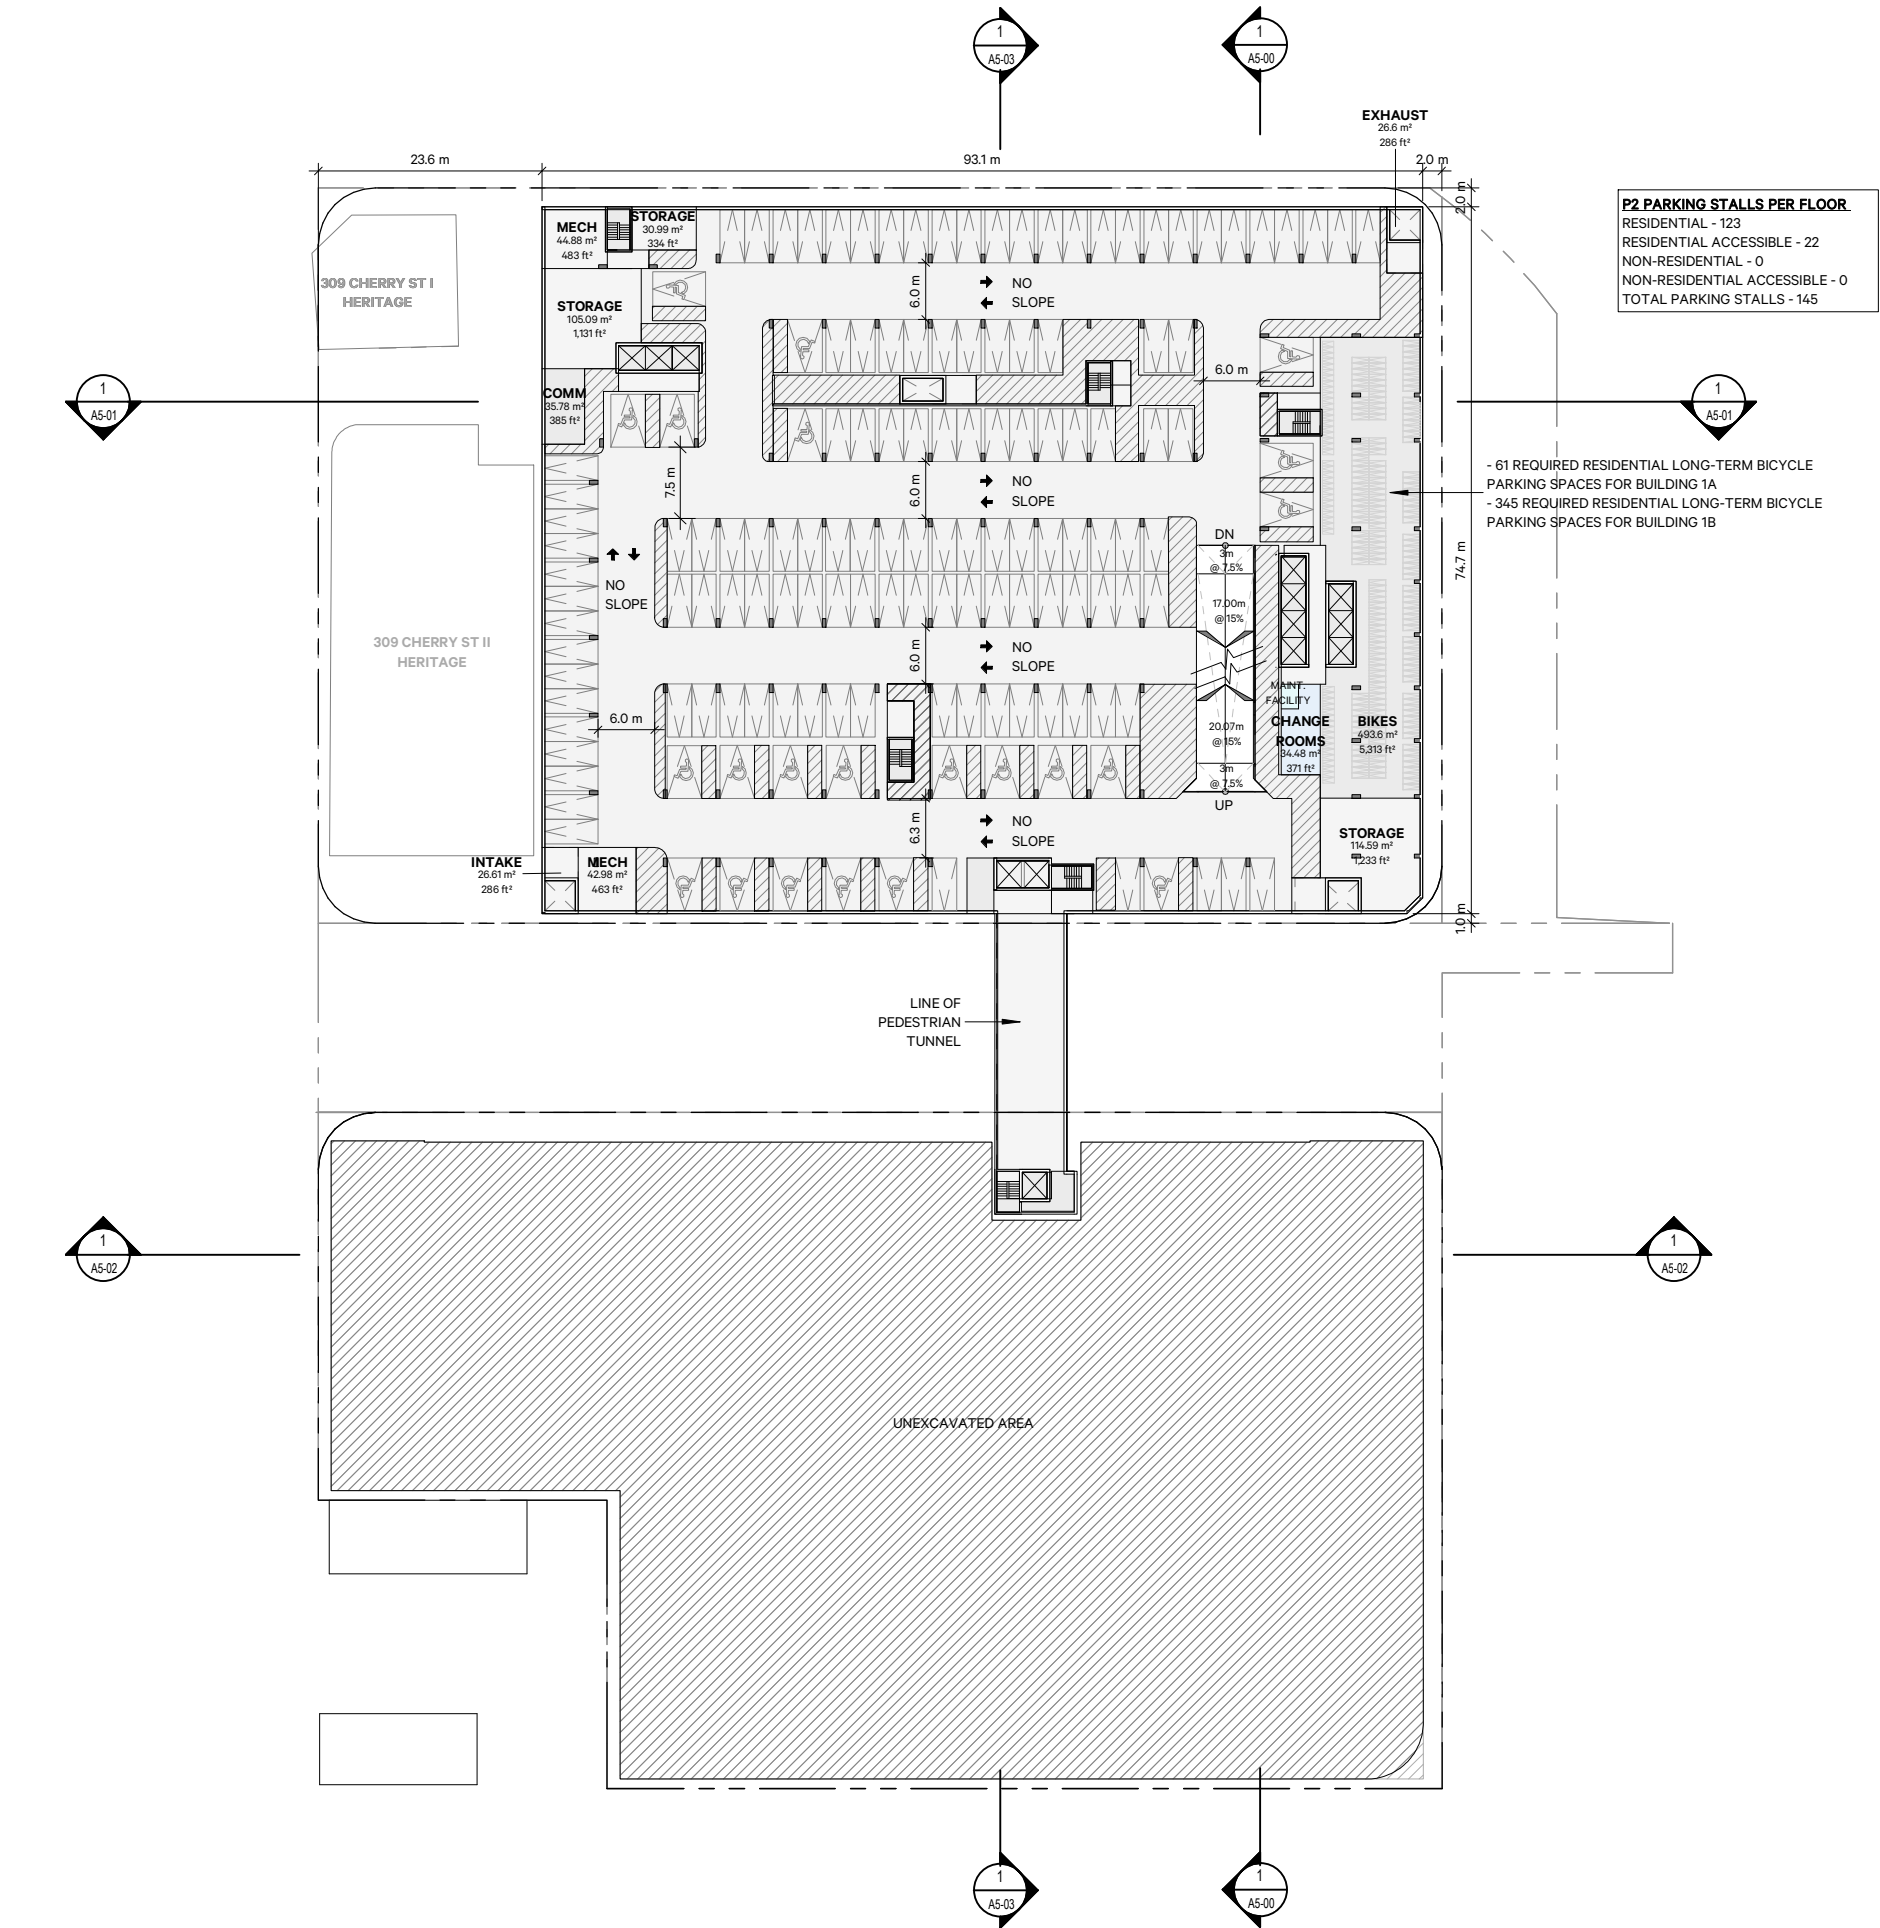 1
A5-03
1
A5-00
EXHAUST
26.6 m²
286 ft²
23.6 m
93.1 m
2.0 m
2.0 m
P2 PARKING STALLS PER FLOOR
RESIDENTIAL - 123
RESIDENTIAL ACCESSIBLE - 22
NON-RESIDENTIAL - 0
NON-RESIDENTIAL ACCESSIBLE - 0
TOTAL PARKING STALLS - 145
MECH
44.88 m²
483 ft²
STORAGE
30.99 m²
334 ft²
309 CHERRY ST I
HERITAGE
STORAGE
105.09 m²
1,131 ft²
6.0 m
NO
SLOPE
6.0 m
1
A5-01
COMM
35.78 m²
385 ft²
1
A5-01
7.5 m
6.0 m
NO
SLOPE
- 61 REQUIRED RESIDENTIAL LONG-TERM BICYCLE
PARKING SPACES FOR BUILDING 1A
- 345 REQUIRED RESIDENTIAL LONG-TERM BICYCLE
PARKING SPACES FOR BUILDING 1B
DN
3m
@ 7.5%
74.7 m
NO
SLOPE
17.00m
@ 15%
309 CHERRY ST II
HERITAGE
6.0 m
NO
SLOPE
MAINT.
FACILITY
6.0 m
20.07m
@ 15%
3m
@ 7.5%
UP
CHANGE
ROOMS
34.48 m²
371 ft²
BIKES
493.6 m²
5,313 ft²
6.3 m
NO
SLOPE
STORAGE
114.59 m²
1,233 ft²
INTAKE
26.61 m²
286 ft²
MECH
42.98 m²
463 ft²
1.0 m
LINE OF
PEDESTRIAN
TUNNEL
1
A5-02
1
A5-02
UNEXCAVATED AREA
1
A5-03
1
A5-00